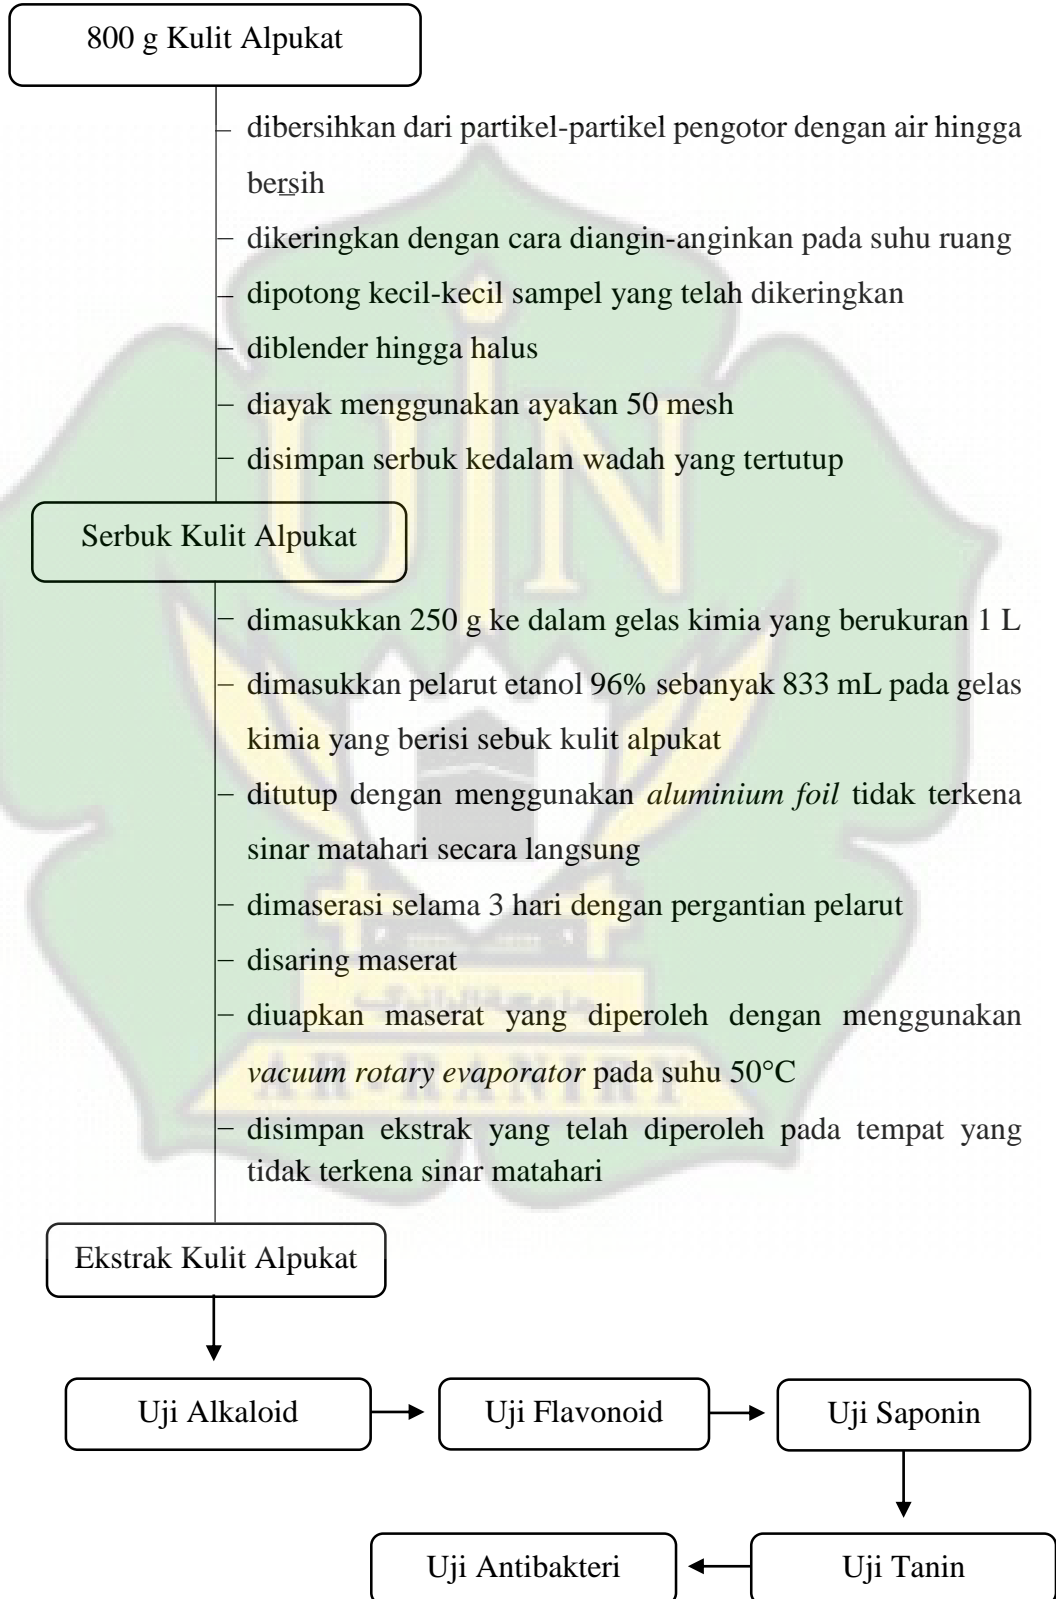 800 g Kulit Alpukat
– dibersihkan dari partikel-partikel pengotor dengan air hingga
bersih
– dikeringkan dengan cara diangin-anginkan pada suhu ruang
– dipotong kecil-kecil sampel yang telah dikeringkan
– diblender hingga halus
– diayak menggunakan ayakan 50 mesh
– disimpan serbuk kedalam wadah yang tertutup
Serbuk Kulit Alpukat
– dimasukkan 250 g ke dalam gelas kimia yang berukuran 1 L
– dimasukkan pelarut etanol 96% sebanyak 833 mL pada gelas
kimia yang berisi sebuk kulit alpukat
– ditutup dengan menggunakan aluminium foil tidak terkena
sinar matahari secara langsung
– dimaserasi selama 3 hari dengan pergantian pelarut
– disaring maserat
– diuapkan maserat yang diperoleh dengan menggunakan
vacuum rotary evaporator pada suhu 50°C
– disimpan ekstrak yang telah diperoleh pada tempat yang
tidak terkena sinar matahari
Ekstrak Kulit Alpukat
Uji Alkaloid
Uji Flavonoid
Uji Saponin
Uji Tanin
Uji Antibakteri
UIN
جامعة الرانيري
AR-RANIRY